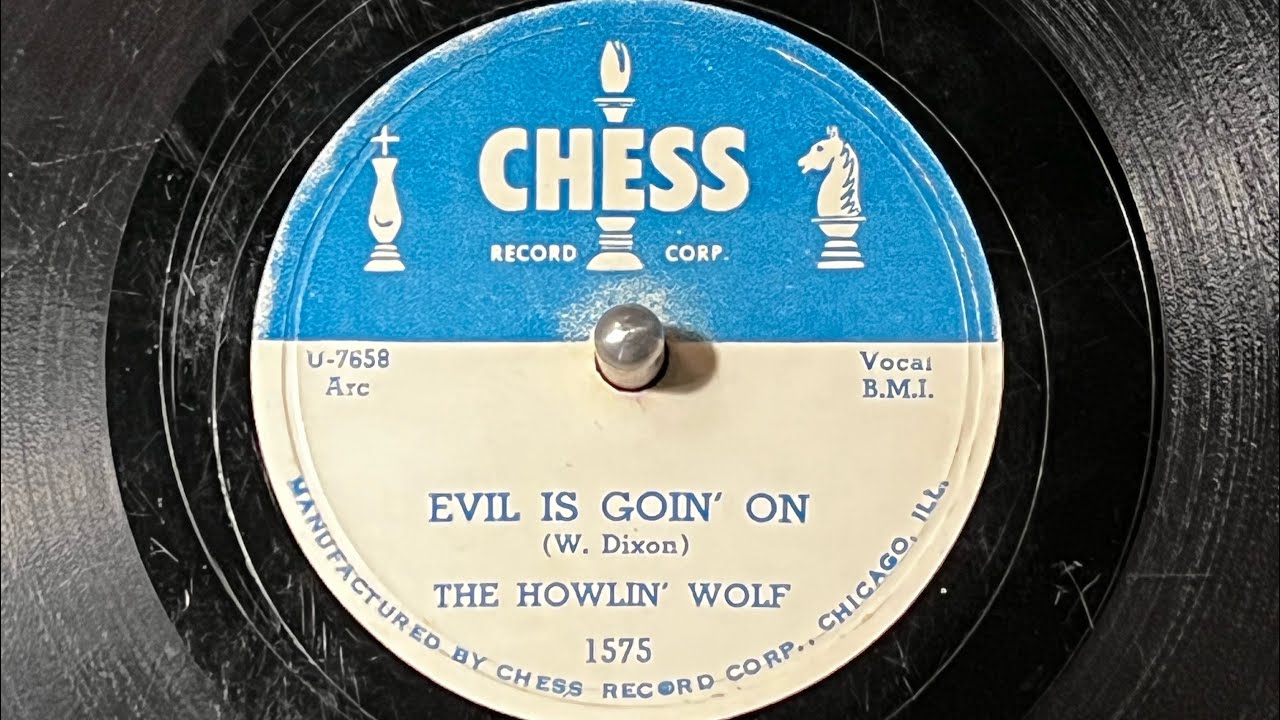 CHESS
RECORD CORP.
U-7658
Arc
Vocal
B.M.I.
EVIL IS GOIN' ON
(W. Dixon)
THE HOWLIN' WOLF
1575
MANUFACTURED BY CHESS RECORD CORP., CHICAGO, ILL.